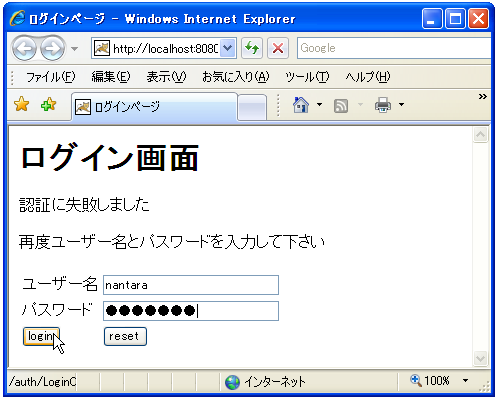 ログインページ - Windows Internet Explorer
http://localhost:8080
Google
ファイル(F) 編集(E) 表示(V) お気に入り(A) ツール(T) ヘルプ(H)
ログインページ
»
ログイン画面
認証に失敗しました
再度ユーザー名とパスワードを入力して下さい
ユーザー名 nantara
パスワード ●●●●●●●
login reset
/auth/LoginC インターネット 100%